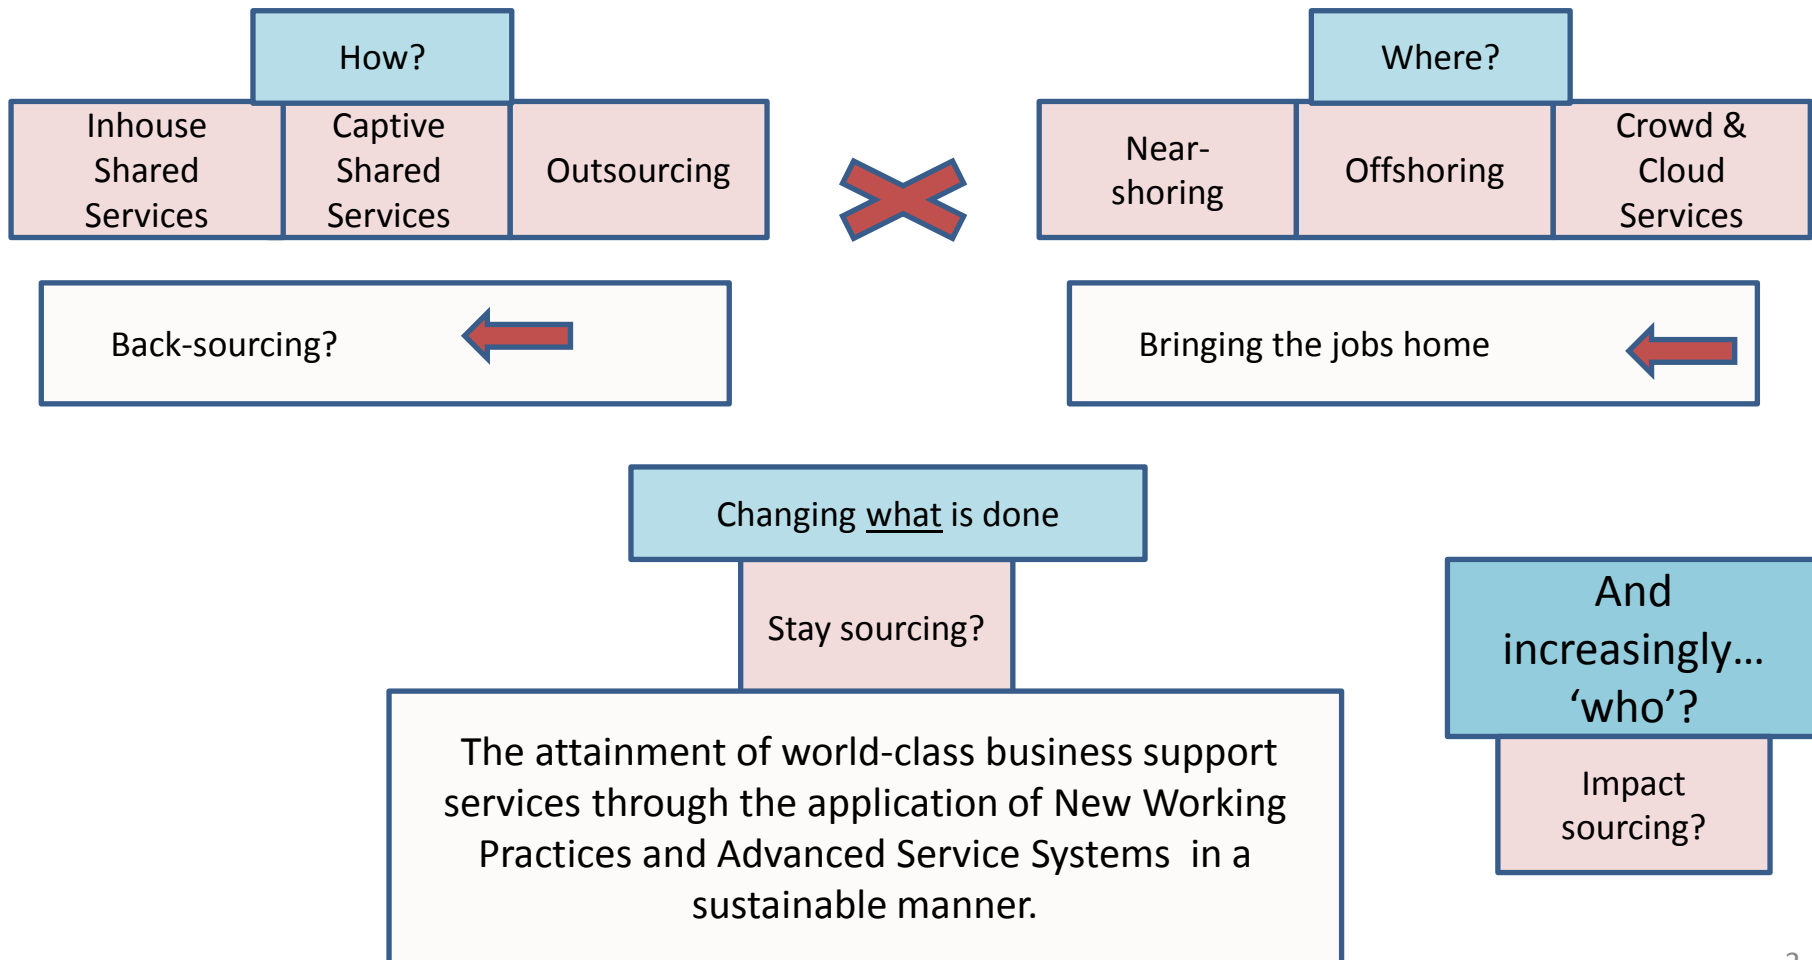 How?
Inhouse
Shared
Services
Captive
Shared
Services
Outsourcing
Where?
Near-
shoring
Offshoring
Crowd &
Cloud
Services
Back-sourcing?
Bringing the jobs home
Changing what is done
Stay sourcing?
The attainment of world-class business support
services through the application of New Working
Practices and Advanced Service Systems in a
sustainable manner.
And
increasingly…
‘who’?
Impact
sourcing?